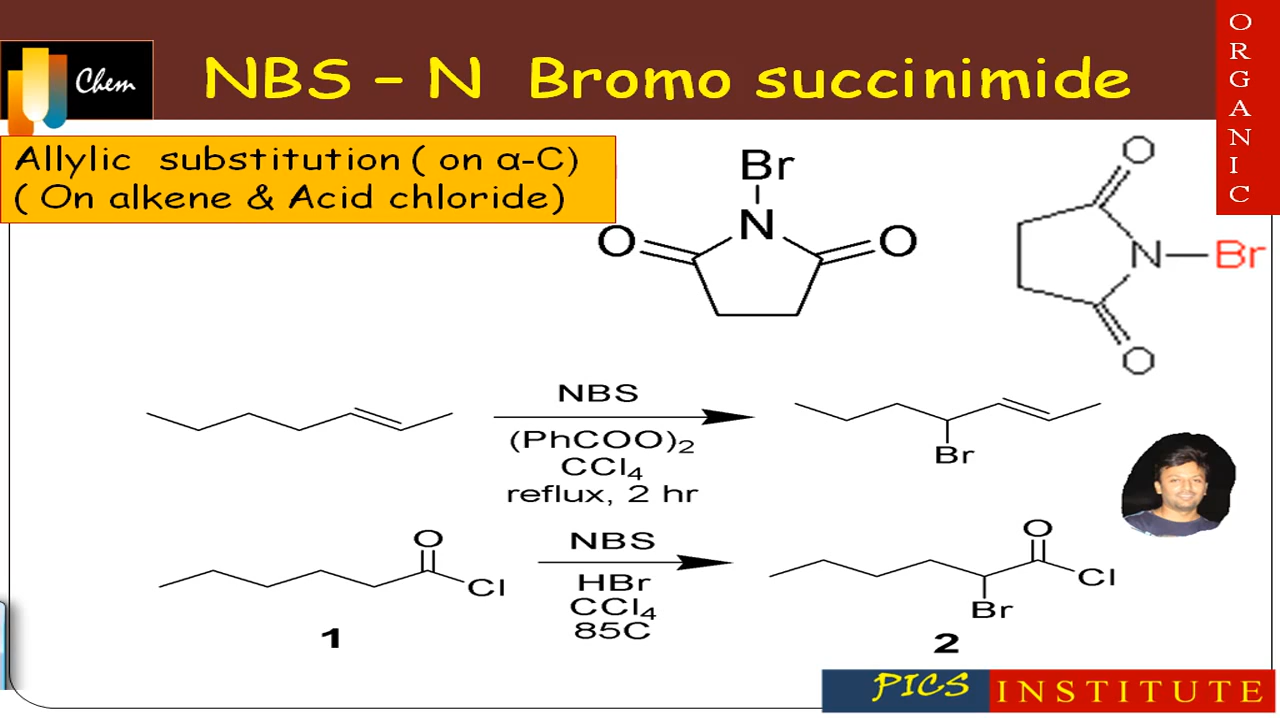 NBS – N Bromo succinimide
Chem
ORGANIC
Allylic substitution ( on α-C)
( On alkene & Acid chloride)
Br
N
O
O
O
N
Br
O
NBS
(PhCOO)2
CCl4
reflux, 2 hr
Br
O
Cl
1
NBS
HBr
CCl4
85C
O
Cl
Br
2
PICS INSTITUTE